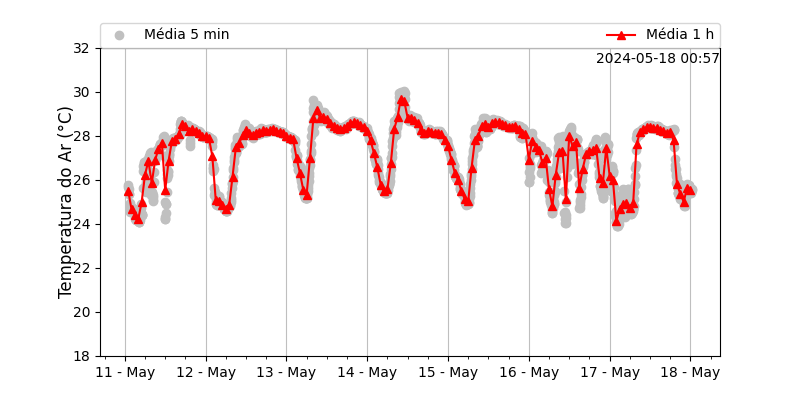 Média 5 min
Média 1 h
2024-05-18 00:57
Temperatura do Ar (°C)
32
30
28
26
24
22
20
18
11 - May
12 - May
13 - May
14 - May
15 - May
16 - May
17 - May
18 - May